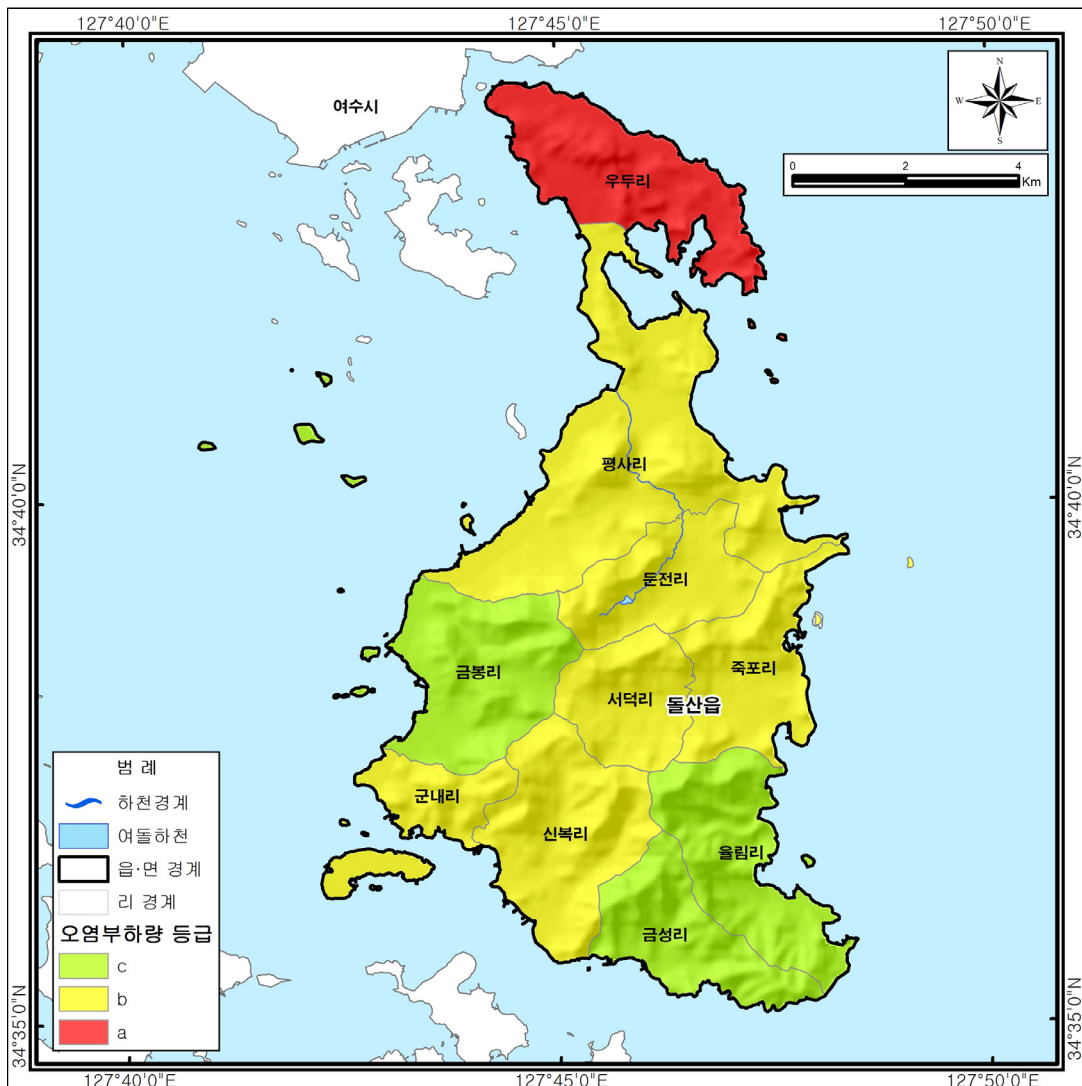 127°40'0"E
127°45'0"E
127°50'0"E
여수시
N
W
E
S
0
2
4
Km
우두리
평사리
34°40'0"N
34°40'0"N
둔전리
금봉리
죽포리
서덕리
돌산읍
범 례
하천경계
여돌하천
읍·면 경계
리 경계
오염부하량 등급
c
b
a
군내리
신복리
율림리
금성리
34°35'0"N
34°35'0"N
127°40'0"E
127°45'0"E
127°50'0"E